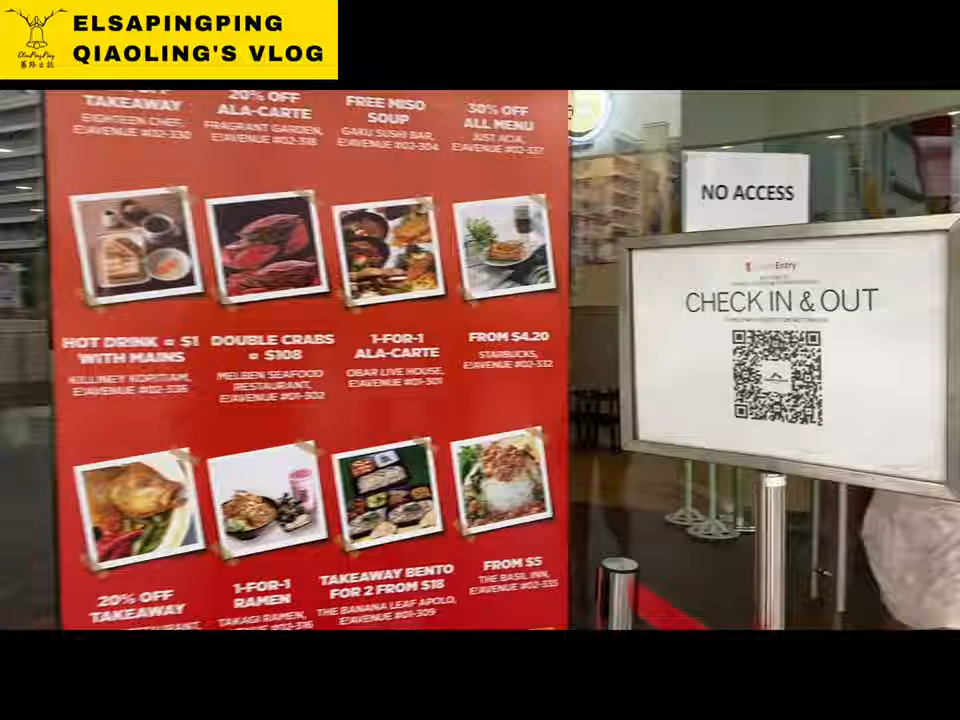 ELSAPINGPING
QIAOLING'S VLOG
ElsaPingPing
TAKEAWAY
EIGHTEEN CHEF,
E!AVENUE #02-330
20% OFF
ALA-CARTE
FRAGRANT GARDEN,
E!AVENUE #02-318
FREE MISO
SOUP
GAKU SUSHI BAR,
E!AVENUE #02-304
30% OFF
ALL MENU
JUST ACIA,
E!AVENUE #02-337
HOT DRINK = $1
WITH MAINS
KILLINEY KOPITIAM,
E!AVENUE #02-336
DOUBLE CRABS
= $108
MELBEN SEAFOOD
RESTAURANT,
E!AVENUE #01-302
1-FOR-1
ALA-CARTE
OBAR LIVE HOUSE,
E!AVENUE #01-301
FROM $4.20
STARBUCKS,
E!AVENUE #02-332
20% OFF
TAKEAWAY
RESTAURANT,
1-FOR-1
RAMEN
TAKAGI RAMEN,
#02-316
TAKEAWAY BENTO
FOR 2 FROM $18
THE BANANA LEAF APOLO,
E!AVENUE #01-309
FROM $5
THE BASIL INN,
E!AVENUE #02-335
NO ACCESS
Entry
CHECK IN & OUT